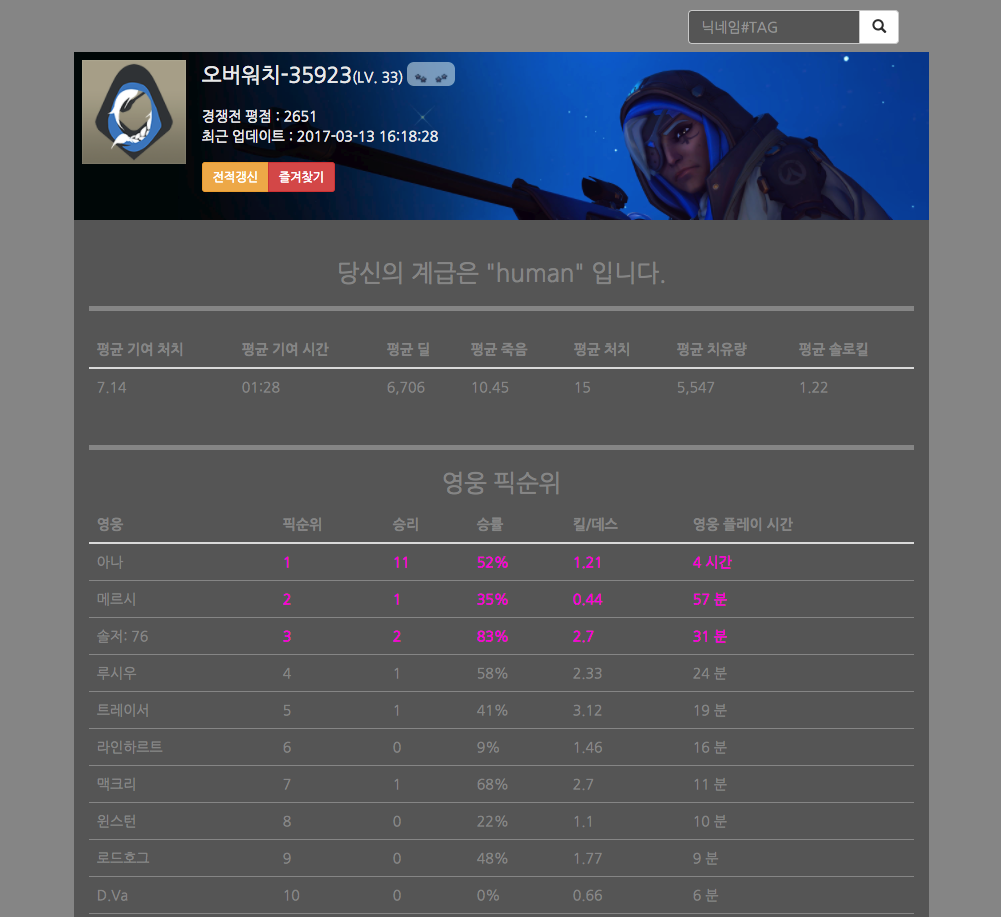 닉네임#TAG
오버워치-35923(LV. 33)
경쟁전 평점 : 2651
최근 업데이트 : 2017-03-13 16:18:28
전적갱신 즐겨찾기
당신의 계급은 "human" 입니다.
평균 기여 처치 평균 기여 시간 평균 딜 평균 죽음 평균 처치 평균 치유량 평균 솔로킬
7.14 01:28 6,706 10.45 15 5,547 1.22
영웅 픽순위
영웅 픽순위 승리 승률 킬/데스 영웅 플레이 시간
아나 1 11 52% 1.21 4 시간
메르시 2 1 35% 0.44 57 분
솔저: 76 3 2 83% 2.7 31 분
루시우 4 1 58% 2.33 24 분
트레이서 5 1 41% 3.12 19 분
라인하르트 6 0 9% 1.46 16 분
맥크리 7 1 68% 2.7 11 분
윈스턴 8 0 22% 1.1 10 분
로드호그 9 0 48% 1.77 9 분
D.Va 10 0 0% 0.66 6 분